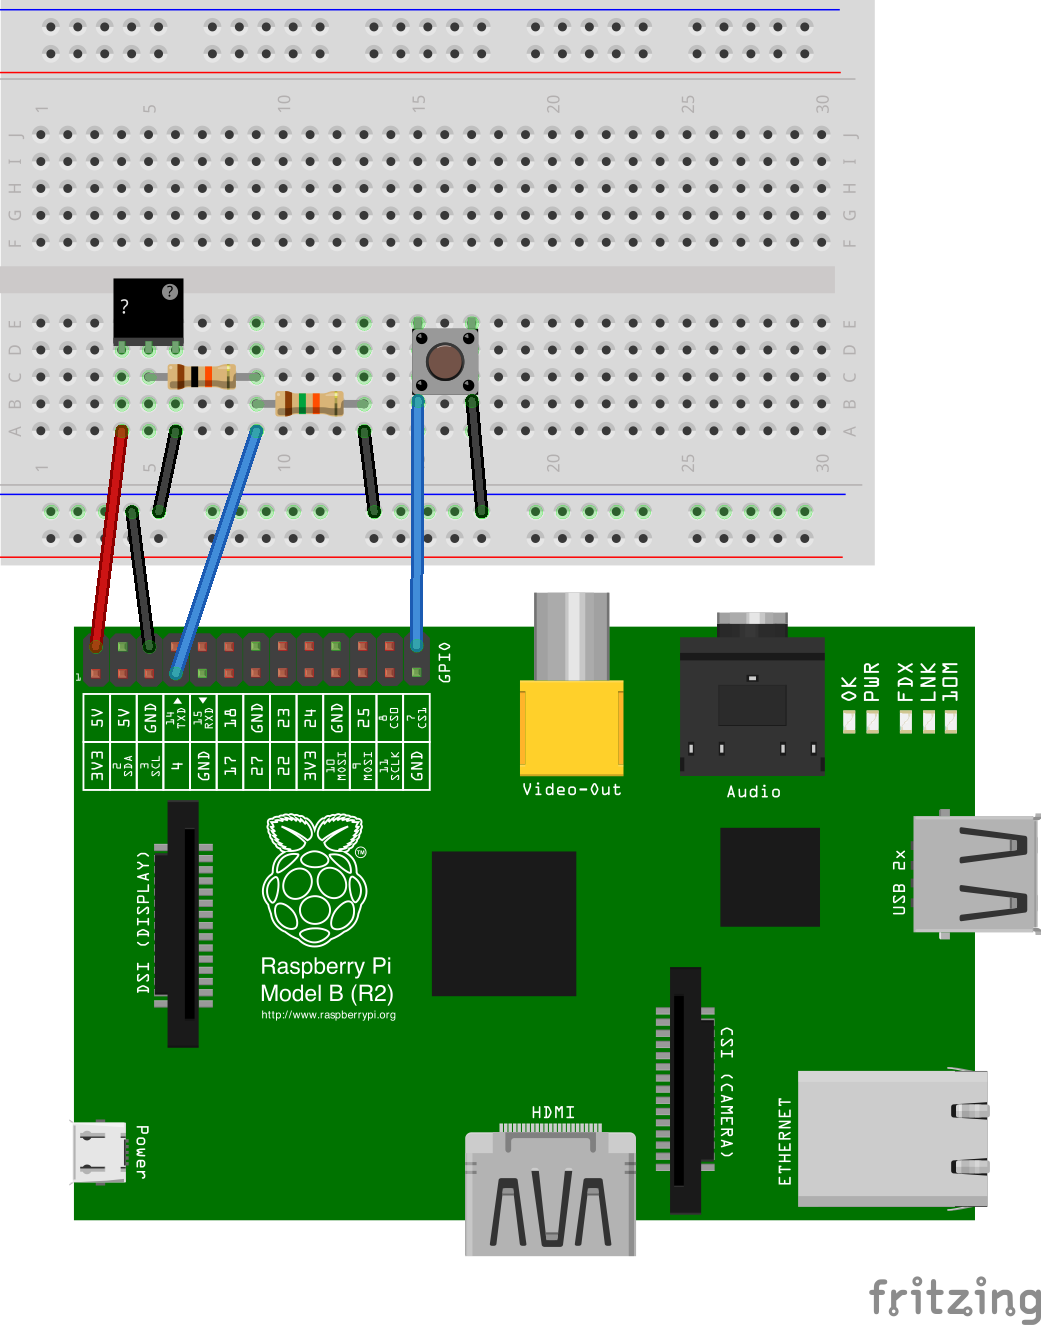 1 5 10 15 20 25 30
J J
I I
H H
G G
F F
? ?
E E
D D
C C
B B
A A
1 5 10 20 25 30
GPIO
1
5V 5V GND 14 TXD 15 RXD 18 GND 23 24 GND 25 8 CS0 7 CS1
3V3 2 SDA 3 SCL 4 GND 17 27 22 3V3 10 MOSI 9 MOSI 11 SCLK GND
OK PWR FDX LNK 10M
Video-Out
Audio
USB 2x
DSI (DISPLAY)
TM
Raspberry Pi
Model B (R2)
http://www.raspberrypi.org
CSI (CAMERA)
HDMI
ETHERNET
Power
fritzing